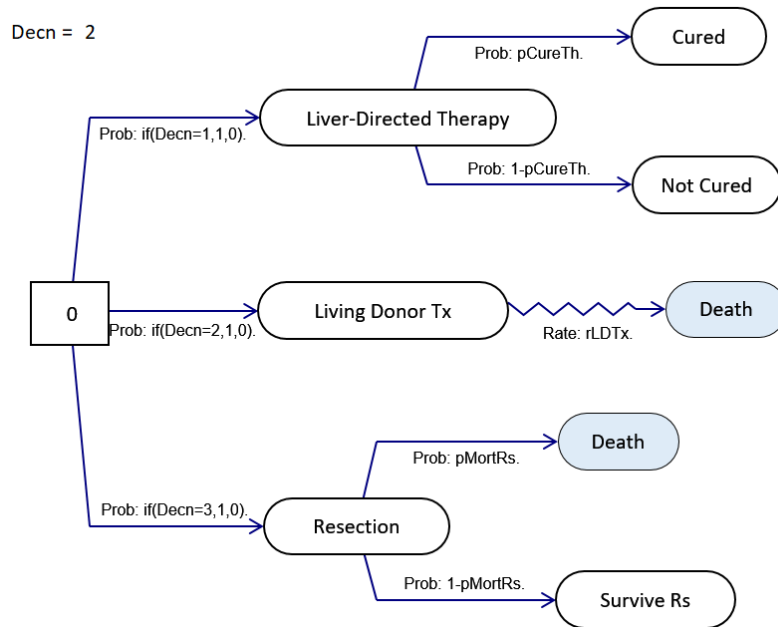 Decn = 2
Cured
Prob: pCureTh.
Liver-Directed Therapy
Prob: if(Decn=1,1,0).
Prob: 1-pCureTh.
Not Cured
0
Living Donor Tx
Death
Prob: if(Decn=2,1,0).
Rate: rLDTx.
Death
Prob: pMortRs.
Prob: if(Decn=3,1,0).
Resection
Prob: 1-pMortRs.
Survive Rs